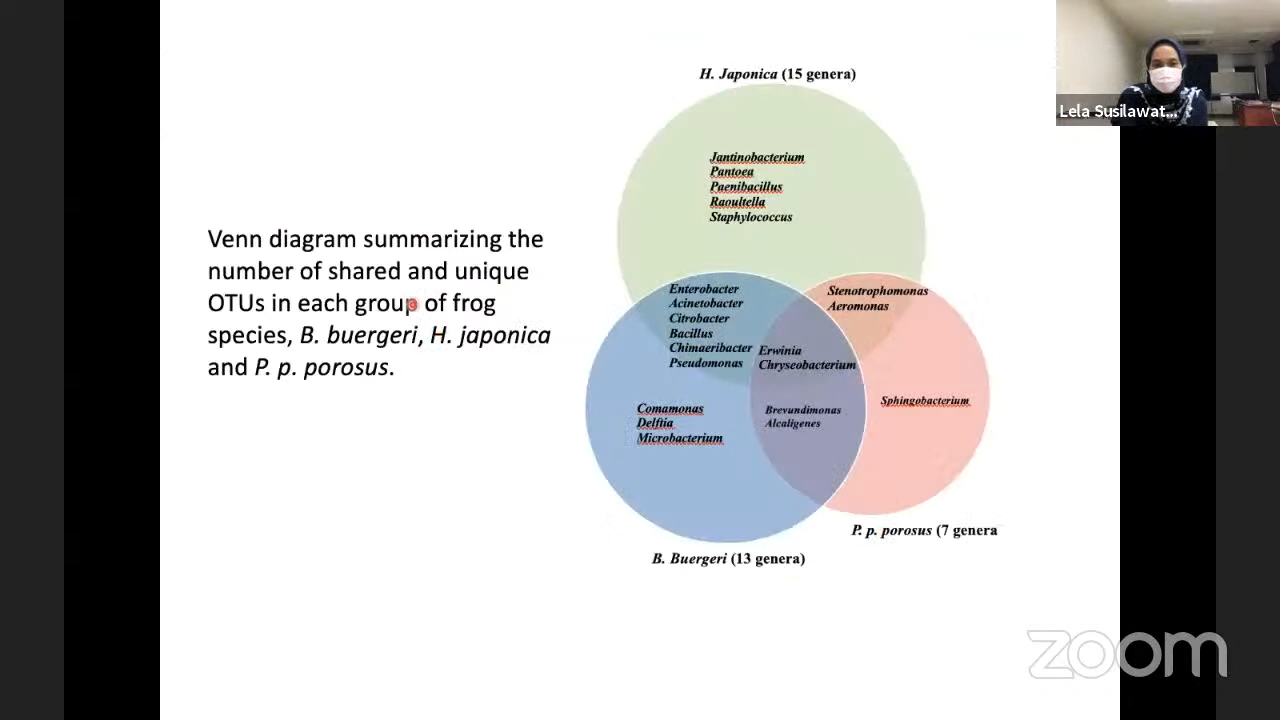 Venn diagram summarizing the
number of shared and unique
OTUs in each group of frog
species, B. buergeri, H. japonica
and P. p. porosus.
H. Japonica (15 genera)
Jantinobacterium
Pantoea
Paenibacillus
Raoultella
Staphylococcus
Enterobacter
Acinetobacter
Citrobacter
Bacillus
Chimaeribacter
Pseudomonas
Stenotrophomonas
Aeromonas
Erwinia
Chryseobacterium
Brevundimonas
Alcaligenes
Sphingobacterium
Comamonas
Delftia
Microbacterium
P. p. porosus (7 genera
B. Buergeri (13 genera)
Lela Susilawat...
zoom